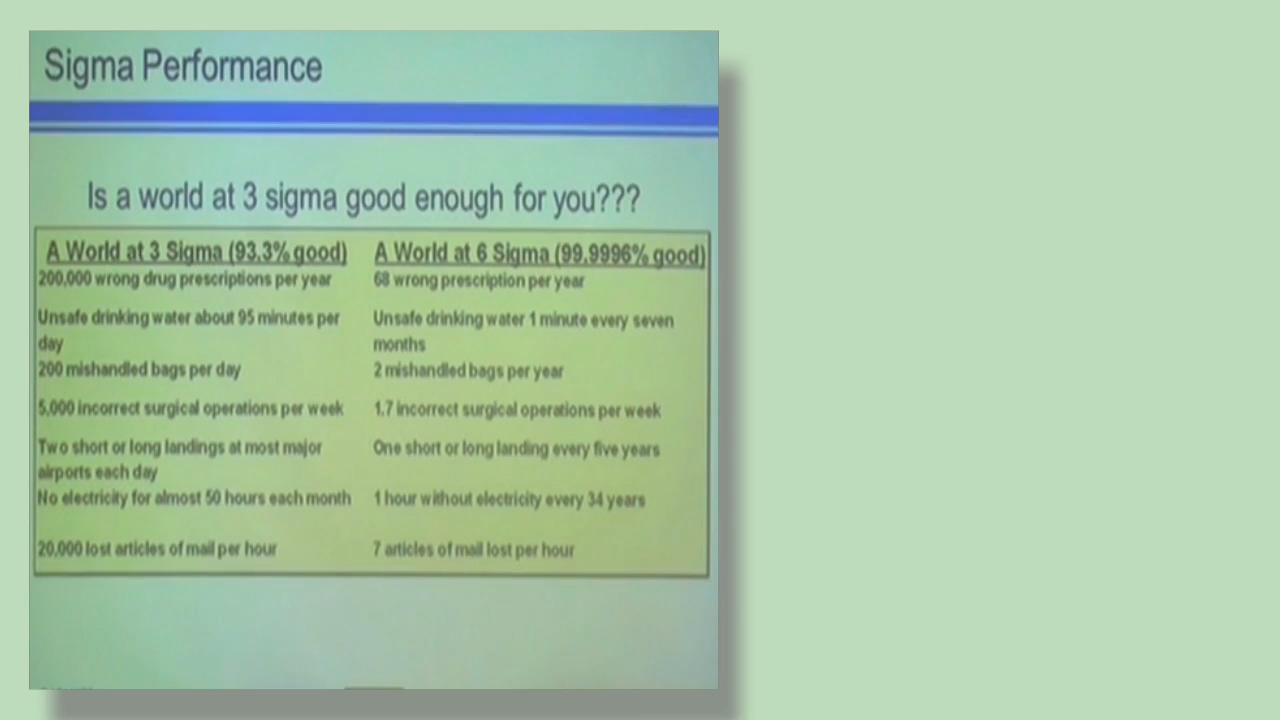 Sigma Performance
Is a world at 3 sigma good enough for you???
A World at 3 Sigma (93.3% good) A World at 6 Sigma (99.9996% good)
200,000 wrong drug prescriptions per year 68 wrong prescription per year
Unsafe drinking water about 95 minutes per Unsafe drinking water 1 minute every seven
day months
200 mishandled bags per day 2 mishandled bags per year
5,000 incorrect surgical operations per week 1.7 incorrect surgical operations per week
Two short or long landings at most major One short or long landing every five years
airports each day
No electricity for almost 50 hours each month 1 hour without electricity every 34 years
20,000 lost articles of mail per hour 7 articles of mail lost per hour